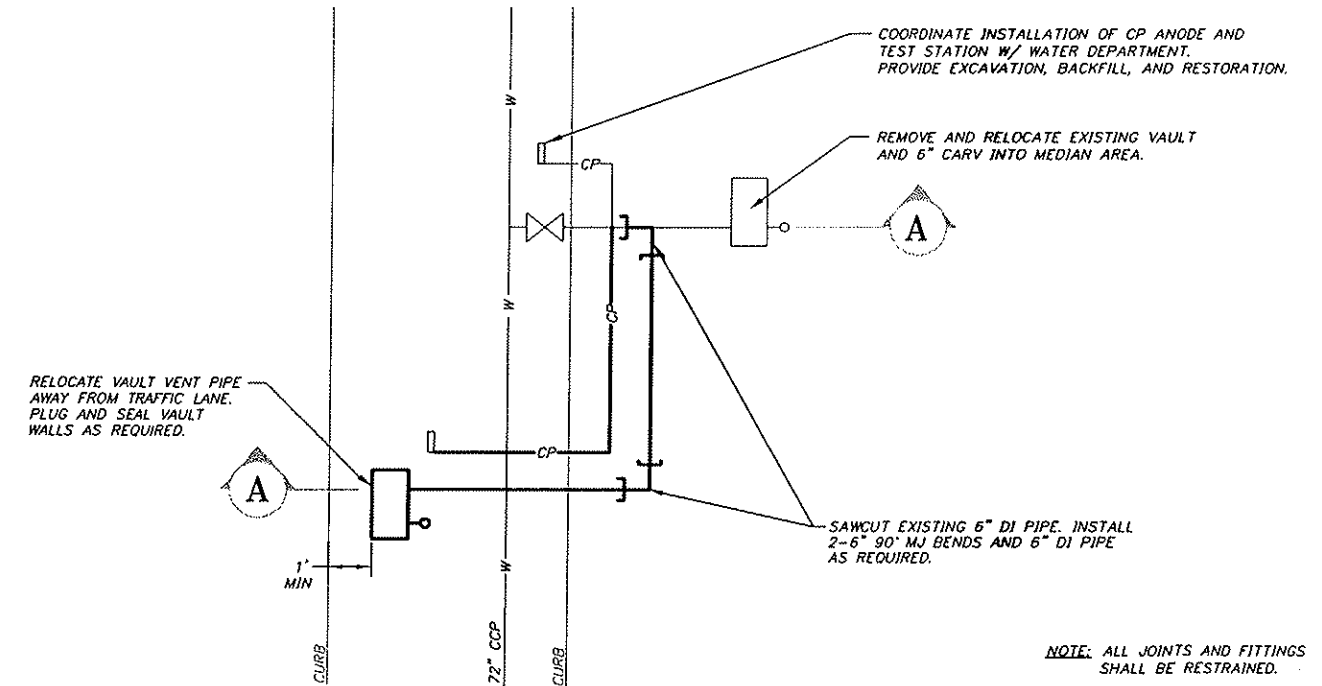 COORDINATE INSTALLATION OF CP ANODE AND
TEST STATION W/ WATER DEPARTMENT.
PROVIDE EXCAVATION, BACKFILL, AND RESTORATION.
W
REMOVE AND RELOCATE EXISTING VAULT
AND 6" CARV INTO MEDIAN AREA.
CP
A
W
CP
RELOCATE VAULT VENT PIPE
AWAY FROM TRAFFIC LANE.
PLUG AND SEAL VAULT
WALLS AS REQUIRED.
CP
A
SAWCUT EXISTING 6" DI PIPE. INSTALL
2-6" 90° MJ BENDS AND 6" DI PIPE
AS REQUIRED.
1'
MIN
W
CURB
72" CCP
CURB
NOTE: ALL JOINTS AND FITTINGS
SHALL BE RESTRAINED.